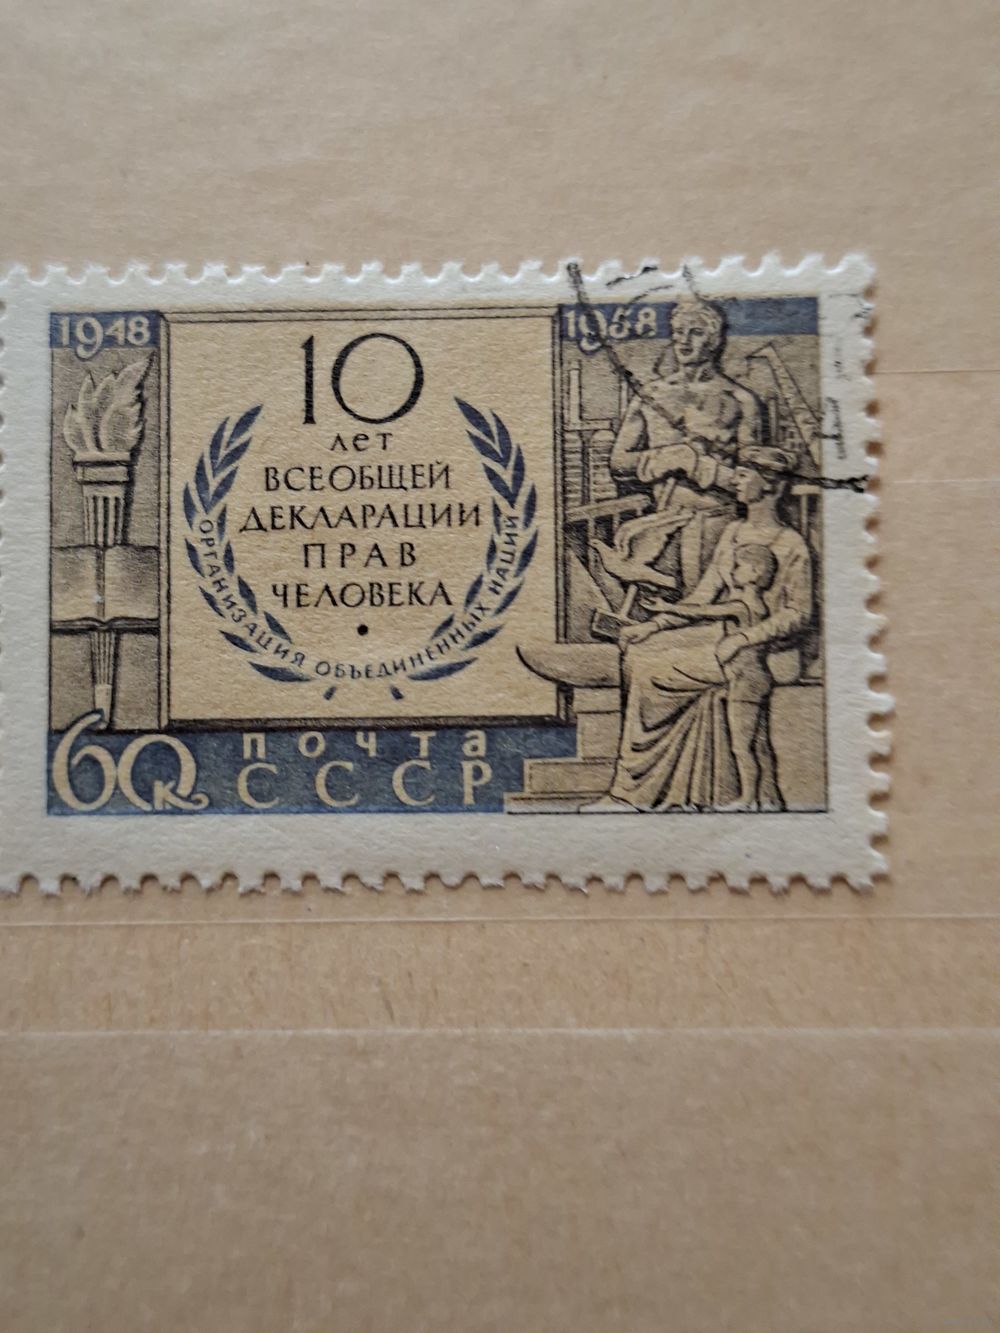 1948
1958
10
лет
ВСЕОБЩЕЙ
ДЕКЛАРАЦИИ
ПРАВ
ЧЕЛОВЕКА
ОРГАНИЗАЦИЯ ОБЪЕДИНЕННЫХ НАЦИЙ
60к
почта
СССР